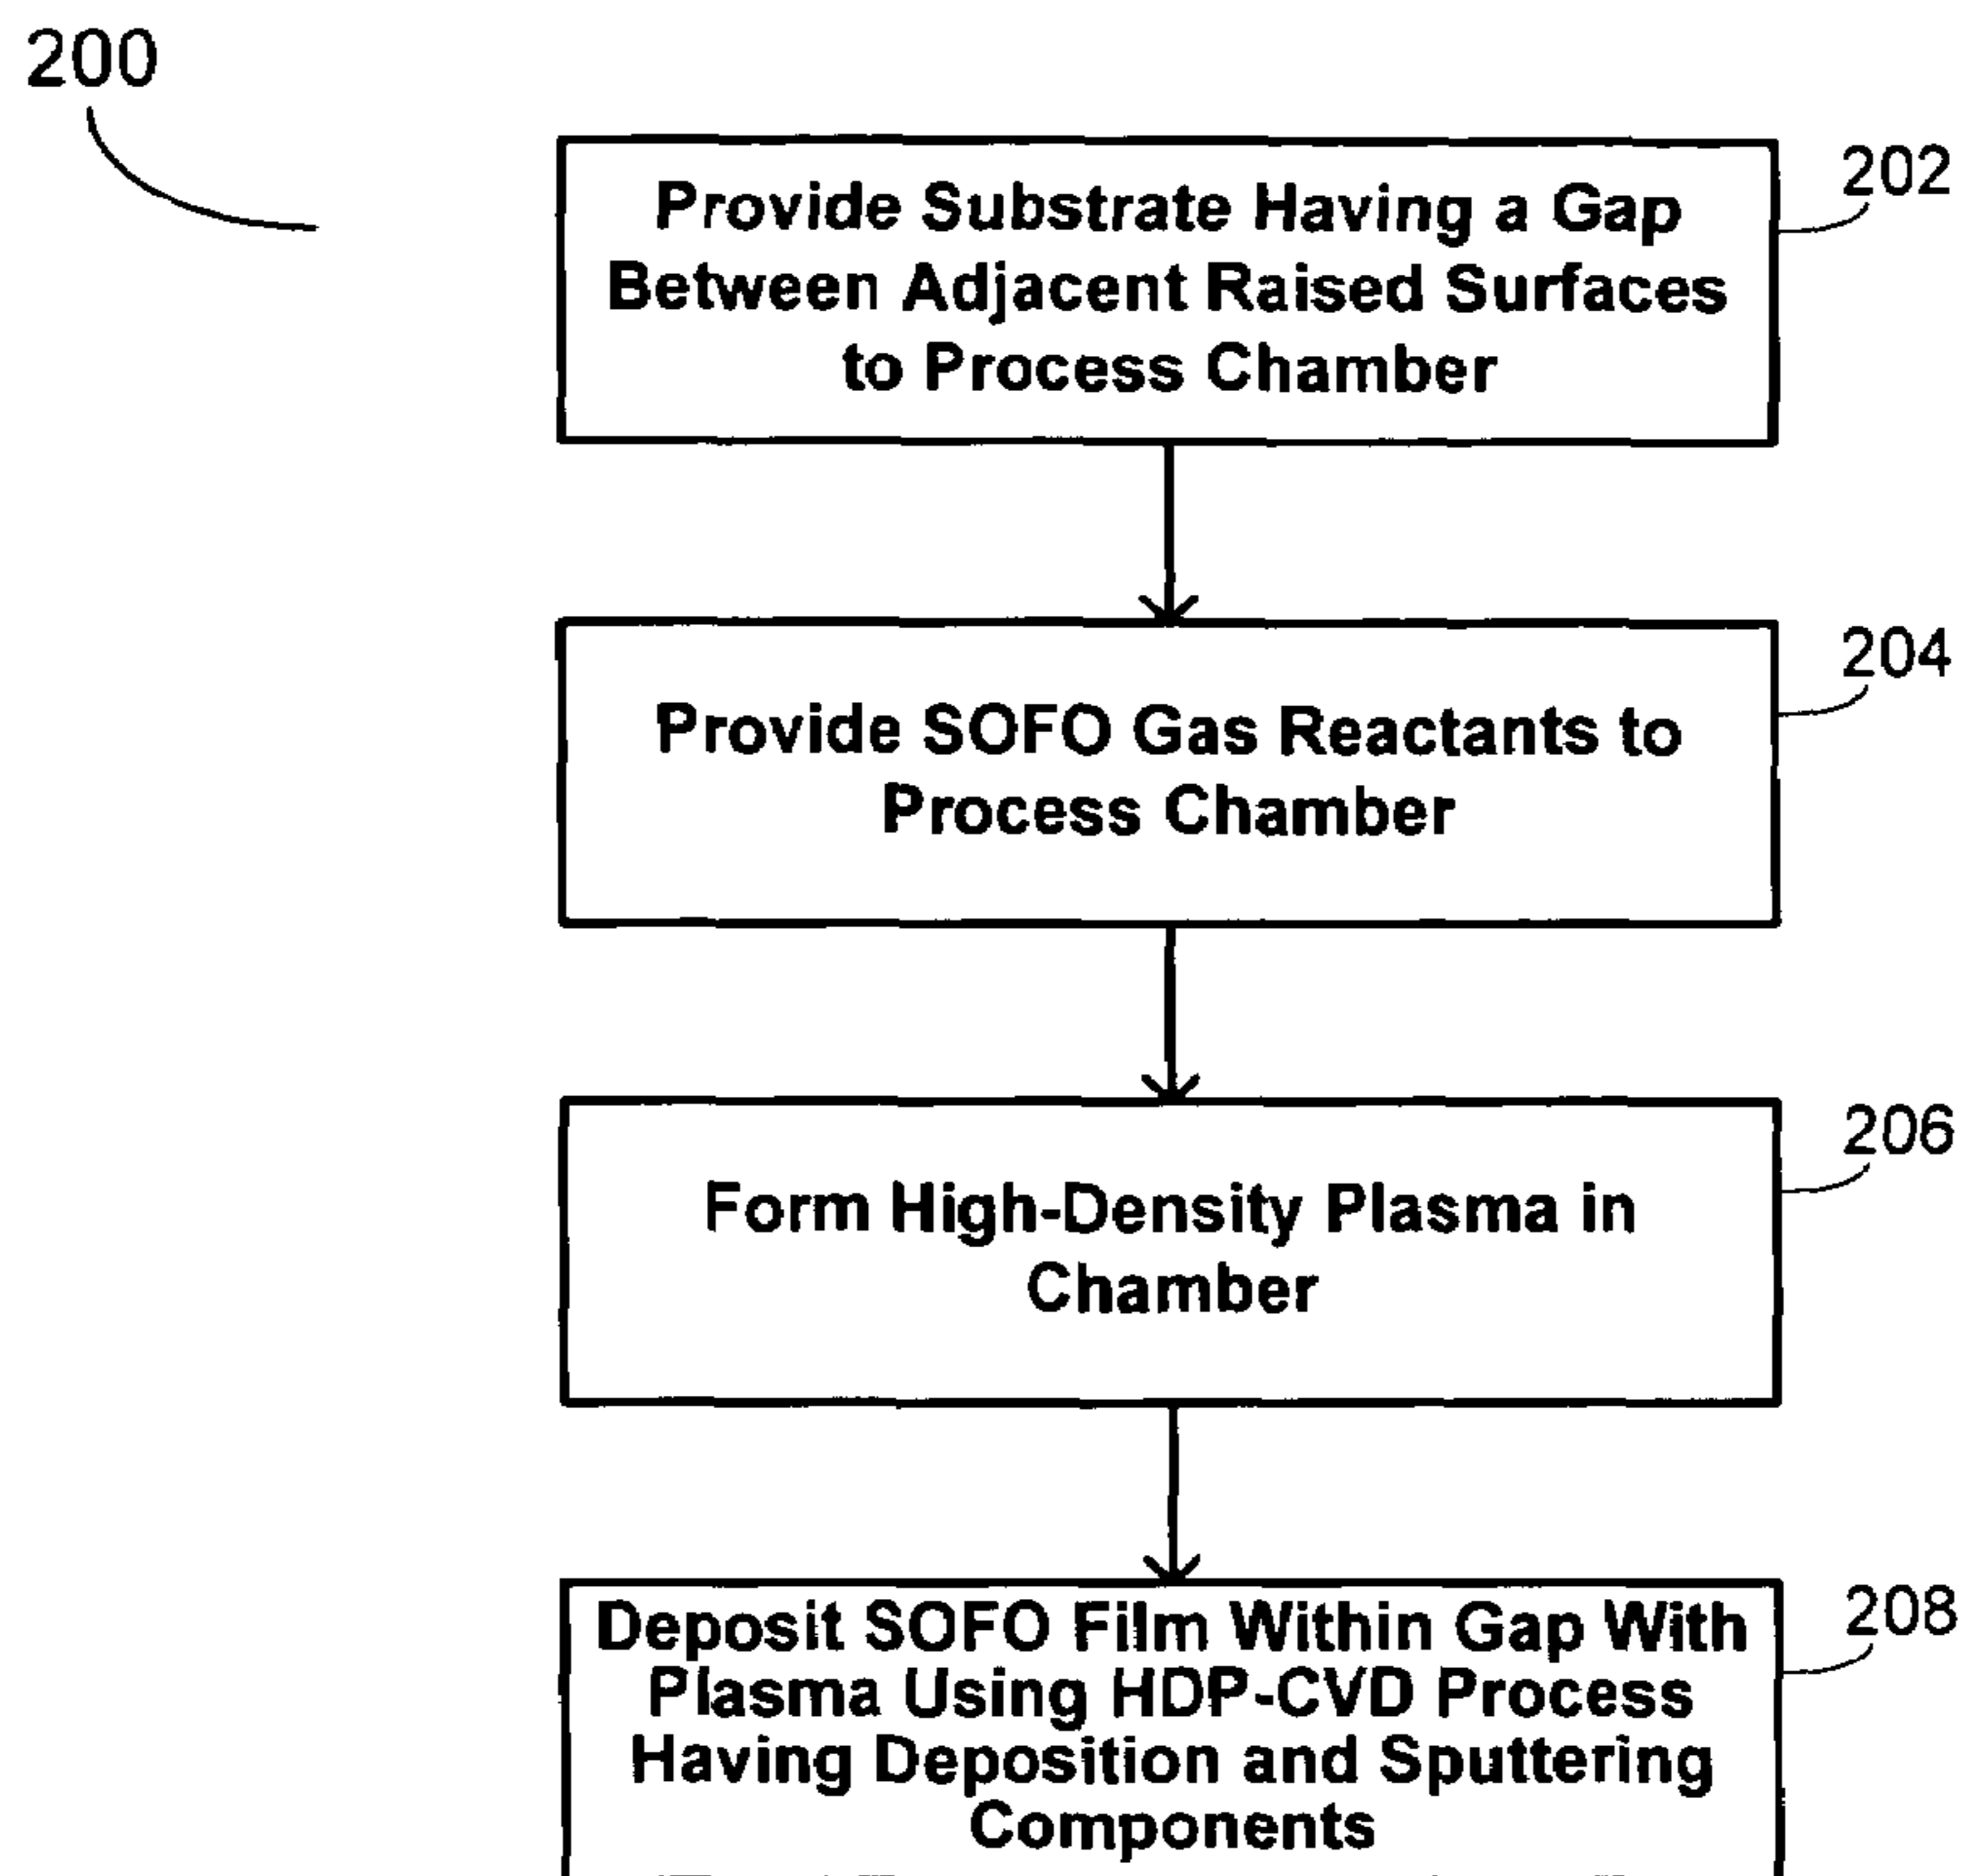 200
Provide Substrate Having a Gap
Between Adjacent Raised Surfaces
to Process Chamber
202
Provide SOFO Gas Reactants to
Process Chamber
204
Form High-Density Plasma in
Chamber
206
Deposit SOFO Film Within Gap With
Plasma Using HDP-CVD Process
Having Deposition and Sputtering
Components
208